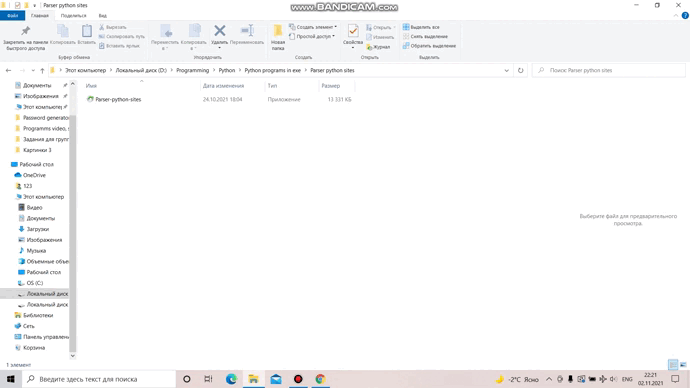 Parser python sites
www.BANDICAM.com
Файл
Главная
Поделиться
Вид
Закрепить на панели
быстрого доступа
Копировать
Вставить
Вырезать
Скопировать путь
Вставить ярлык
Буфер обмена
Переместить
в
Копировать
в
Удалить
Переименовать
Упорядочить
Новая
папка
Создать элемент
Простой доступ
Создать
Свойства
Открыть
Изменить
Журнал
Открыть
Выделить все
Снять выделение
Обратить выделение
Выделить
Этот компьютер > Локальный диск (D:) > Programming > Python > Python programs in exe > Parser python sites
Поиск: Parser python sites
Имя
Дата изменения
Тип
Размер
Parser-python-sites
24.10.2021 18:04
Приложение
13 331 КБ
Документы
Изображения
Этот компьютер
Password generator
Programms video, s
Задания для групп
Картинки 3
Рабочий стол
OneDrive
123
Этот компьютер
Видео
Документы
Загрузки
Изображения
Музыка
Объемные объе
Рабочий стол
OS (C:)
Локальный диск
Локальный диск
Библиотеки
Сеть
Панель управлен
Корзина
Выберите файл для предварительного
просмотра.
1 элемент
Введите здесь текст для поиска
-2°C Ясно
ENG
22:21
02.11.2021